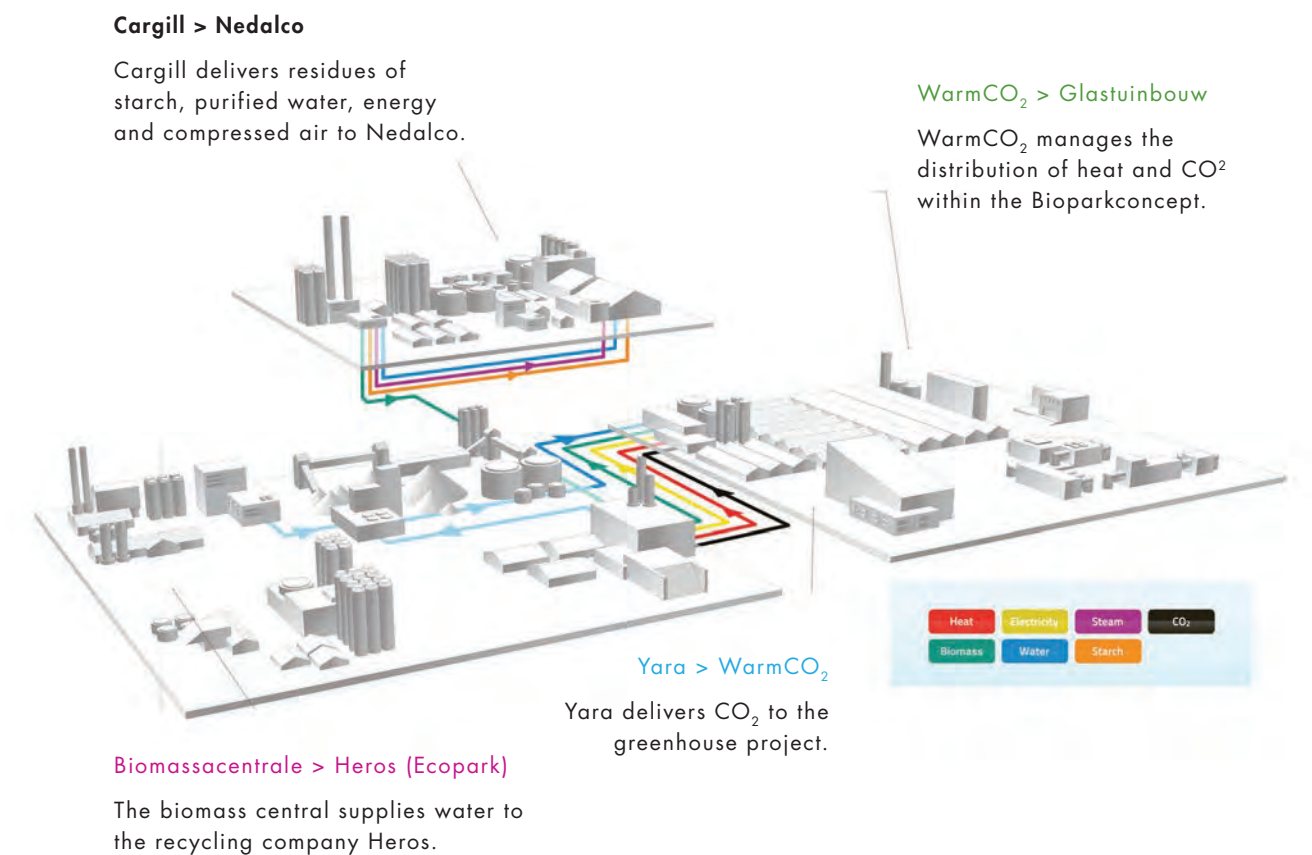 Cargill > Nedalco
Cargill delivers residues of
starch, purified water, energy
and compressed air to Nedalco.
WarmCO₂ > Glastuinbouw
WarmCO₂ manages the
distribution of heat and CO²
within the Bioparkconcept.
Heat Electricity Steam CO₂
Biomass Water Starch
Yara > WarmCO₂
Yara delivers CO₂ to the
greenhouse project.
Biomassacentrale > Heros (Ecopark)
The biomass central supplies water to
the recycling company Heros.